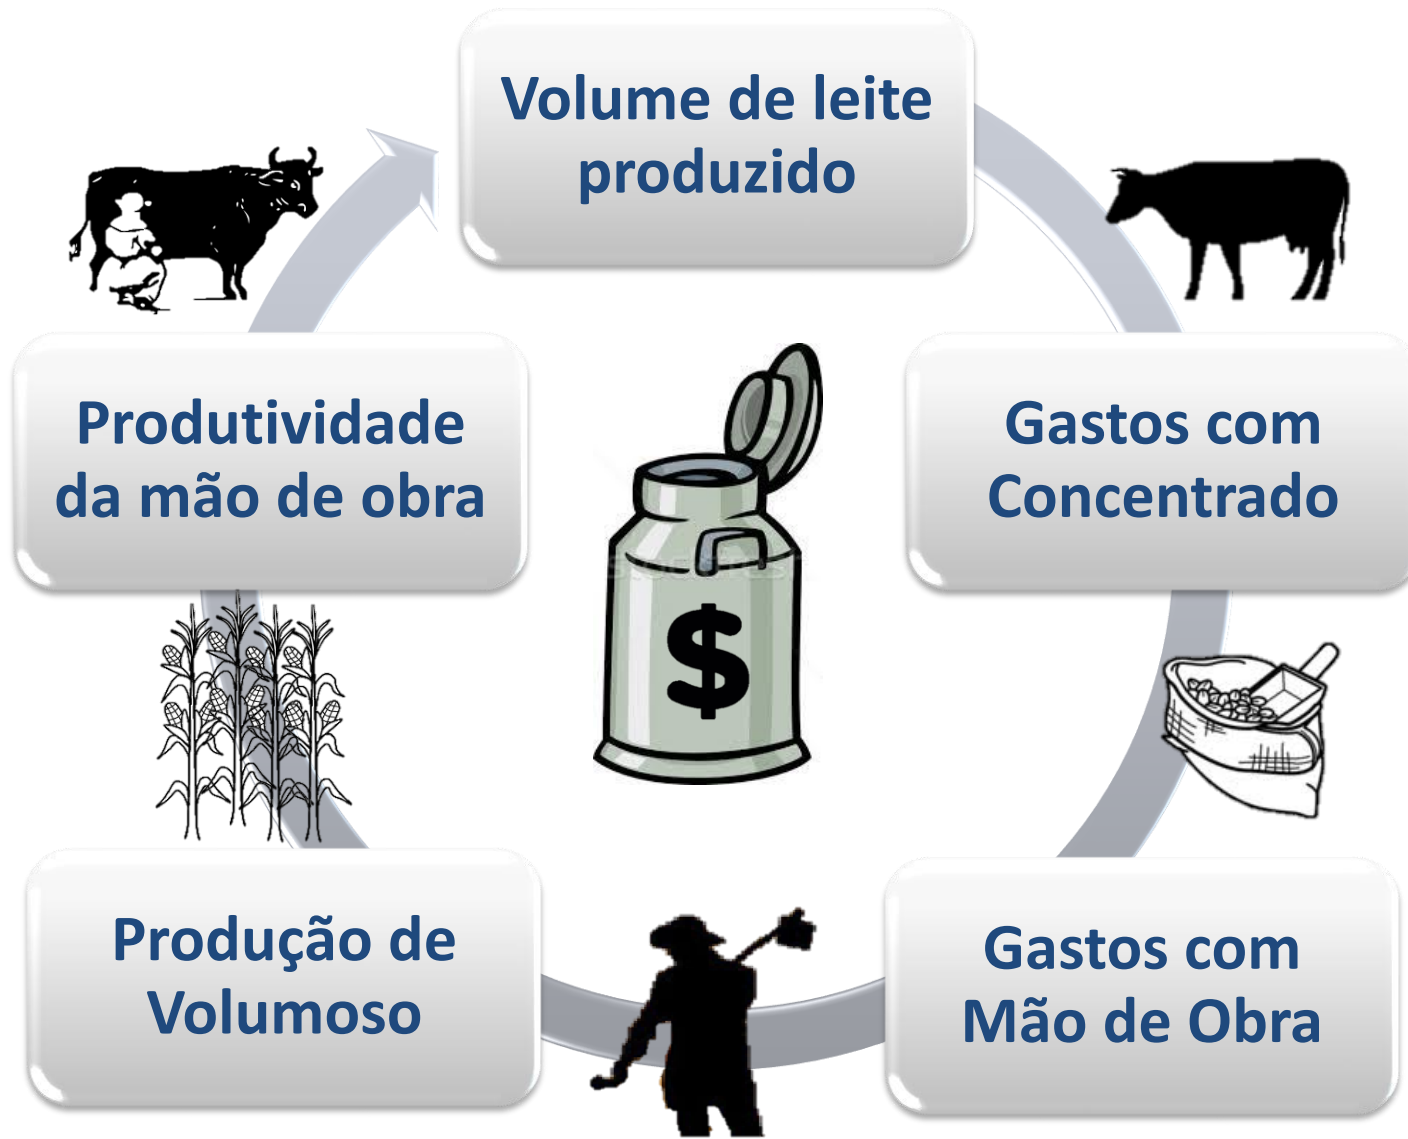 Volume de leite
produzido
Gastos com
Concentrado
Gastos com
Mão de Obra
Produção de
Volumoso
Produtividade
da mão de obra
$